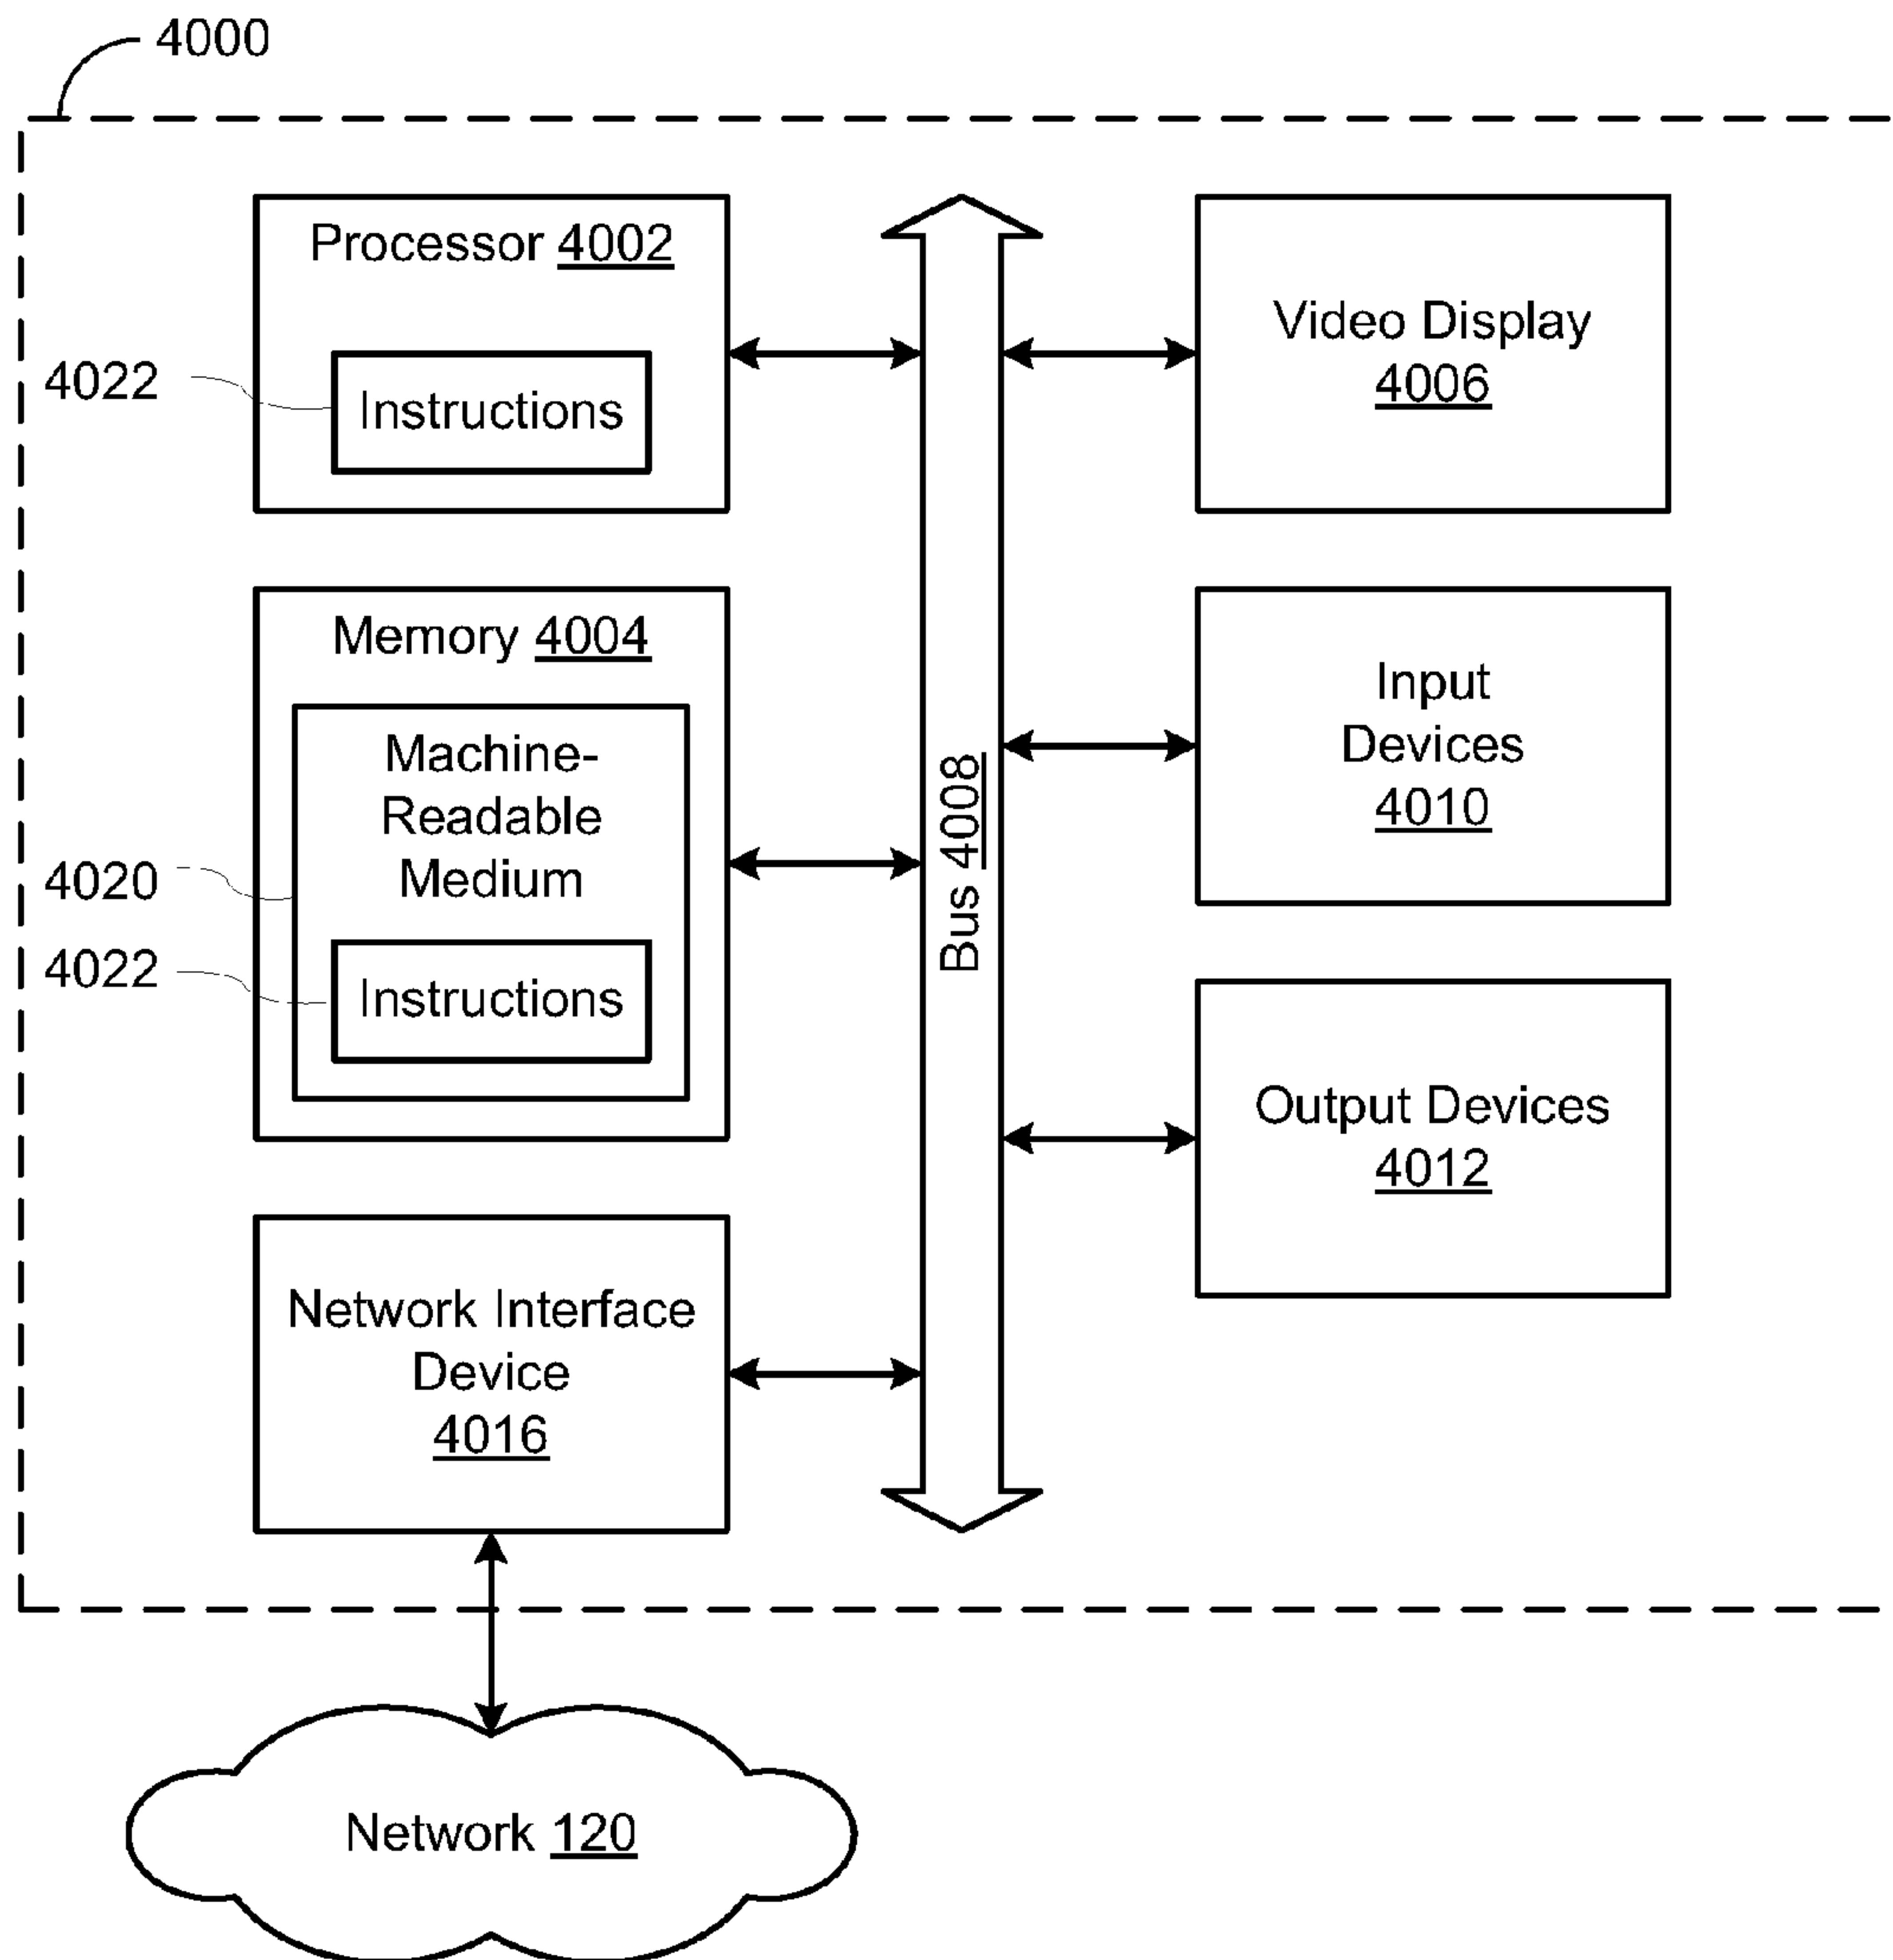 4000
Processor 4002
4022
Instructions
Video Display
4006
Memory 4004
Machine-
Readable
Medium
4020
4022
Instructions
Bus 4008
Input
Devices
4010
Output Devices
4012
Network Interface
Device
4016
Network 120